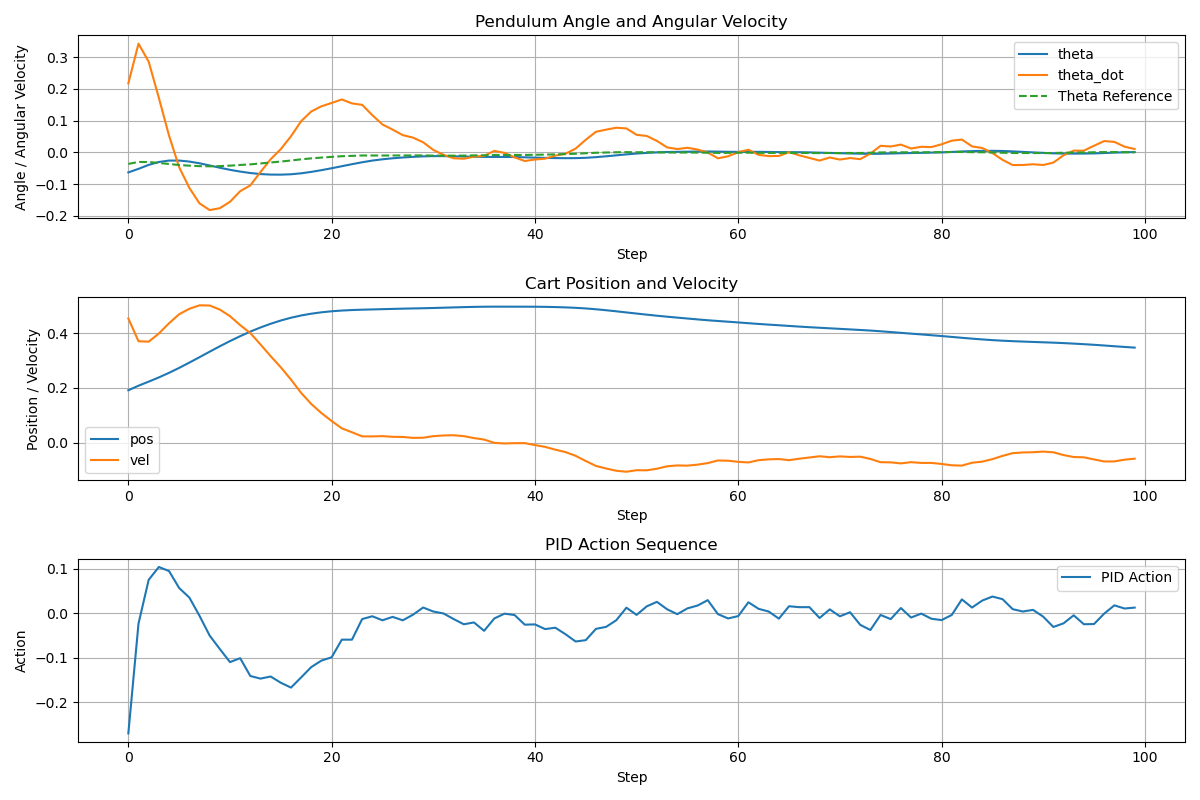 Pendulum Angle and Angular Velocity
Angle / Angular Velocity
0.3
0.2
0.1
0.0
−0.1
−0.2
theta
theta_dot
Theta Reference
0 20 40 60 80 100
Step
Cart Position and Velocity
Position / Velocity
0.4
0.2
0.0
pos
vel
0 20 40 60 80 100
Step
PID Action Sequence
Action
0.1
0.0
−0.1
−0.2
PID Action
0 20 40 60 80 100
Step